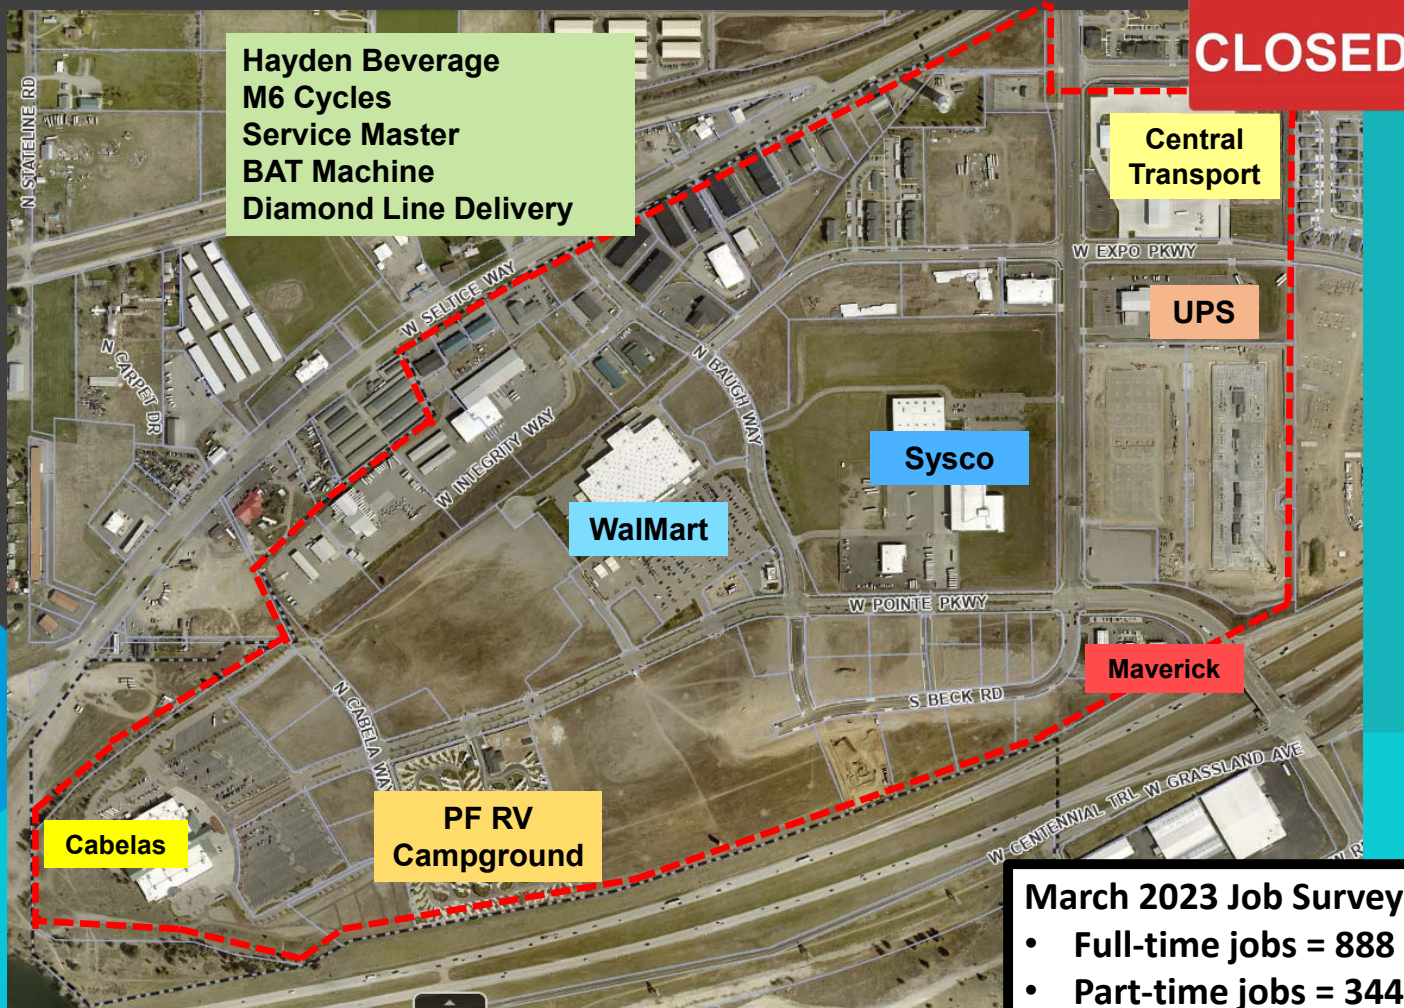 CLOSED
Hayden Beverage
M6 Cycles
Service Master
BAT Machine
Diamond Line Delivery
N STATELINE RD
Central
Transport
W EXPO PKWY
W SELTICE WAY
UPS
N CARPET DR
N BAUGH WAY
W INTEGRITY WAY
Sysco
WalMart
W POINTE PKWY
Maverick
S BECK RD
N CABELA WAY
W GRASSLAND AVE
W CENTENNIAL TRL
PF RV
Campground
Cabelas
March 2023 Job Survey
• Full-time jobs = 888
• Part-time jobs = 344